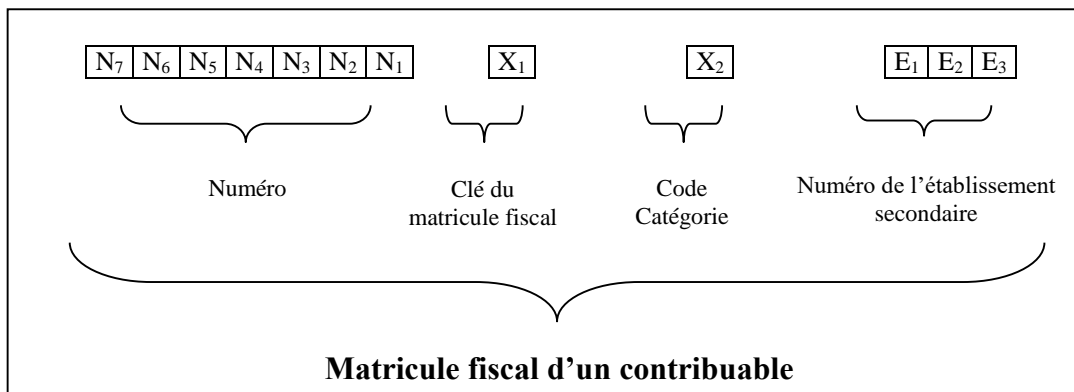 N₇ N₆ N₅ N₄ N₃ N₂ N₁ X₁ X₂ E₁ E₂ E₃
Numéro
Clé du
matricule fiscal
Code
Catégorie
Numéro de l’établissement
secondaire
Matricule fiscal d’un contribuable